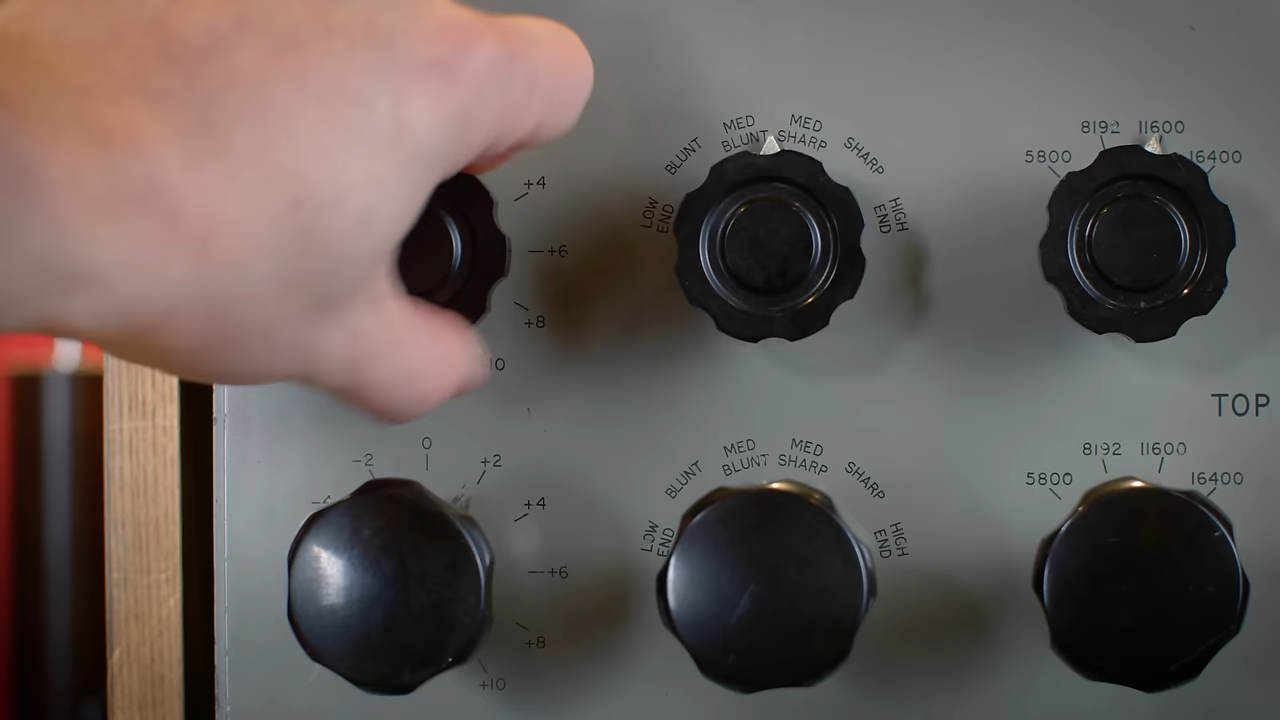 +4
+6
+8
10
LOW
END
BLUNT
MED
BLUNT
MED
SHARP
SHARP
HIGH
END
5800
8192
11600
16400
TOP
-2
0
+2
+4
+6
+8
+10
LOW
END
BLUNT
MED
BLUNT
MED
SHARP
SHARP
HIGH
END
5800
8192
11600
16400